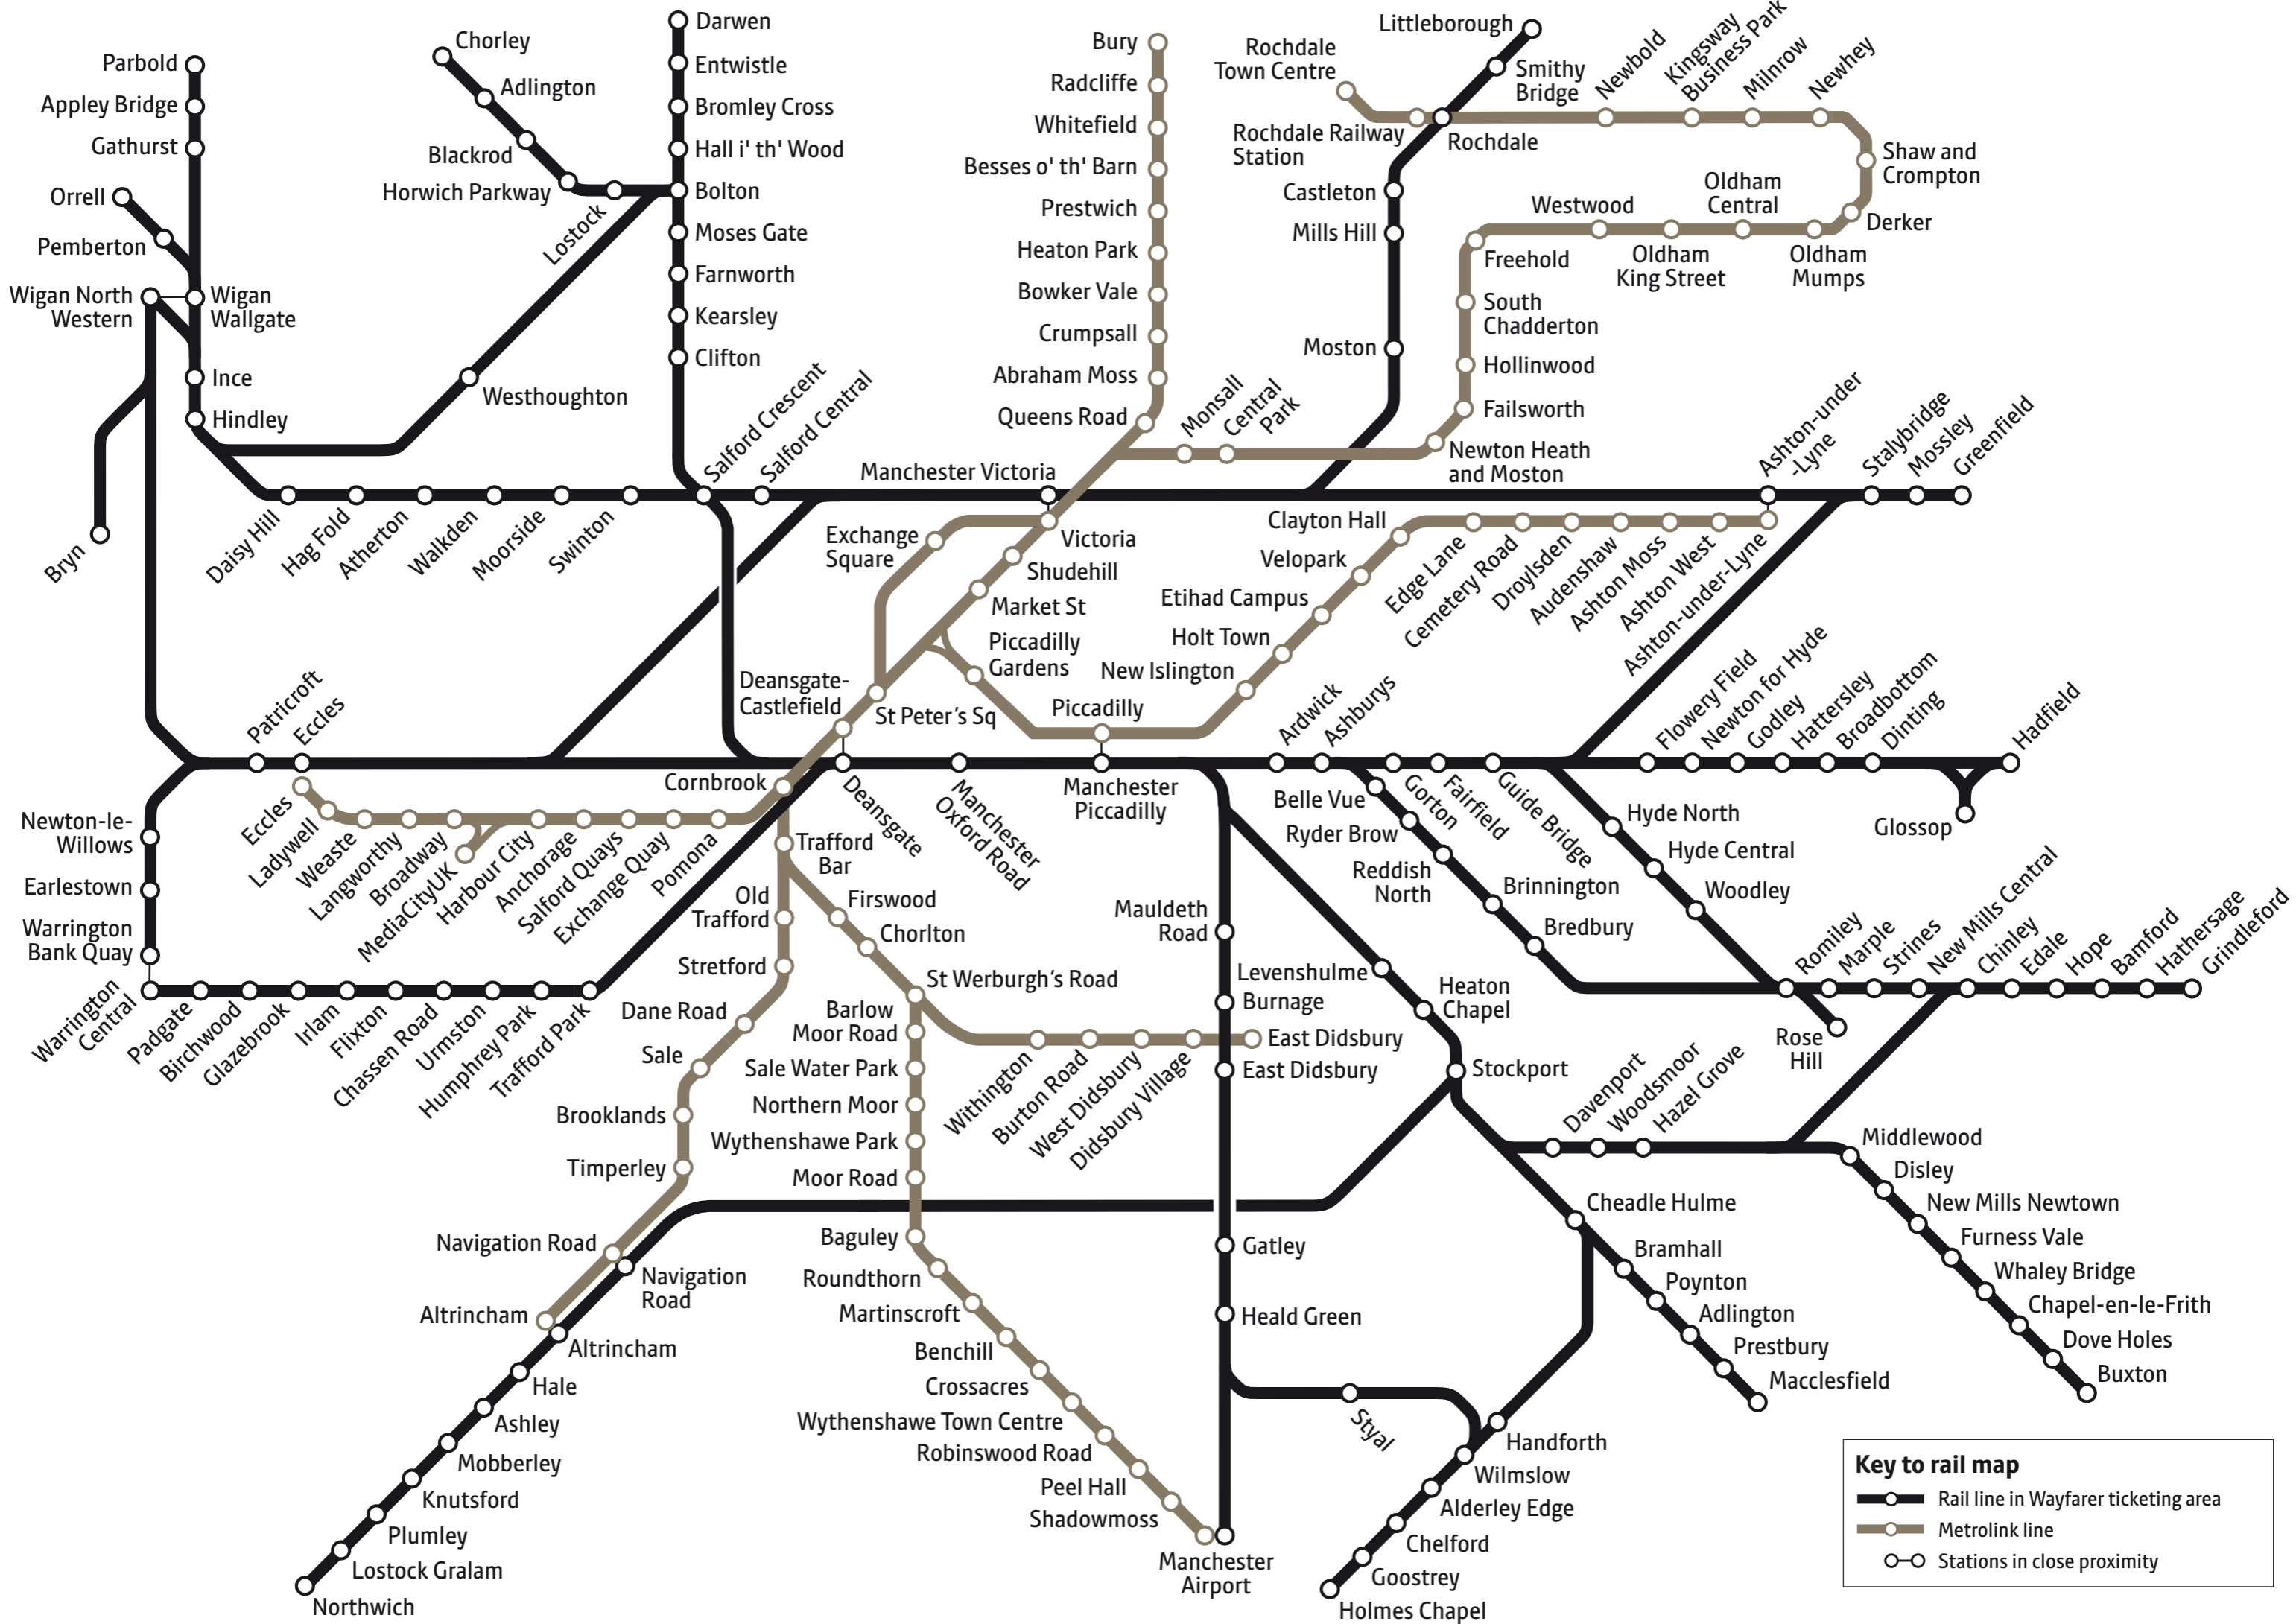 Parbold
Appley Bridge
Gathurst
Orrell
Pemberton
Wigan North
Western
Wigan
Wallgate
Ince
Hindley
Bryn
Chorley
Adlington
Blackrod
Horwich Parkway
Lostock
Westhoughton
Darwen
Entwistle
Bromley Cross
Hall i' th' Wood
Bolton
Moses Gate
Farnworth
Kearsley
Clifton
Salford Crescent
Salford Central
Daisy Hill
Hag Fold
Atherton
Walkden
Moorside
Swinton
Bury
Radcliffe
Whitefield
Besses o' th' Barn
Prestwich
Heaton Park
Bowker Vale
Crumpsall
Abraham Moss
Queens Road
Monsall
Central
Park
Manchester Victoria
Rochdale
Town Centre
Rochdale Railway
Station
Littleborough
Smithy
Bridge
Rochdale
Castleton
Mills Hill
Moston
Newbold
Kingsway
Business Park
Milnrow
Newhey
Shaw and
Crompton
Derker
Oldham
Mumps
Oldham
Central
Oldham
King Street
Westwood
Freehold
South
Chadderton
Hollinwood
Failsworth
Newton Heath
and Moston
Ashton-under
-Lyne
Stalybridge
Mossley
Greenfield
Exchange
Square
Victoria
Shudehill
Market St
Piccadilly
Gardens
St Peter's Sq
Deansgate-
Castlefield
Cornbrook
Piccadilly
New Islington
Holt Town
Etihad Campus
Velopark
Clayton Hall
Edge Lane
Cemetery Road
Droylsden
Audenshaw
Ashton Moss
Ashton West
Ashton-under-Lyne
Patricroft
Eccles
Newton-le-
Willows
Earlestown
Warrington
Bank Quay
Warrington
Central
Padgate
Birchwood
Glazebrook
Irlam
Flixton
Chassen Road
Urmston
Humphrey Park
Trafford Park
Eccles
Ladywell
Weaste
Langworthy
Broadway
MediaCityUK
Harbour City
Anchorage
Salford Quays
Exchange Quay
Pomona
Deansgate
Manchester
Oxford Road
Manchester
Piccadilly
Ardwick
Ashburys
Belle Vue
Ryder Brow
Reddish
North
Brinnington
Bredbury
Gorton
Fairfield
Guide Bridge
Flowery Field
Newton for Hyde
Godley
Hattersley
Broadbottom
Dinting
Hadfield
Glossop
Hyde North
Hyde Central
Woodley
Romiley
Marple
Strines
New Mills Central
Chinley
Edale
Hope
Bamford
Hathersage
Grindleford
Rose
Hill
Trafford
Bar
Old
Trafford
Stretford
Dane Road
Sale
Brooklands
Timperley
Navigation Road
Altrincham
Firswood
Chorlton
St Werburgh's Road
Barlow
Moor Road
Sale Water Park
Northern Moor
Wythenshawe Park
Moor Road
Baguley
Roundthorn
Martinscroft
Benchill
Crossacres
Wythenshawe Town Centre
Robinswood Road
Peel Hall
Shadowmoss
Manchester
Airport
Withington
Burton Road
West Didsbury
Didsbury Village
East Didsbury
Mauldeth
Road
Burnage
East Didsbury
Gatley
Heald Green
Styal
Levenshulme
Heaton
Chapel
Stockport
Davenport
Woodsmoor
Hazel Grove
Middlewood
Disley
New Mills Newtown
Furness Vale
Whaley Bridge
Chapel-en-le-Frith
Dove Holes
Buxton
Cheadle Hulme
Bramhall
Poynton
Adlington
Prestbury
Macclesfield
Handforth
Wilmslow
Alderley Edge
Chelford
Goostrey
Holmes Chapel
Navigation
Road
Altrincham
Hale
Ashley
Mobberley
Knutsford
Plumley
Lostock Gralam
Northwich
Key to rail map
Rail line in Wayfarer ticketing area
Metrolink line
Stations in close proximity